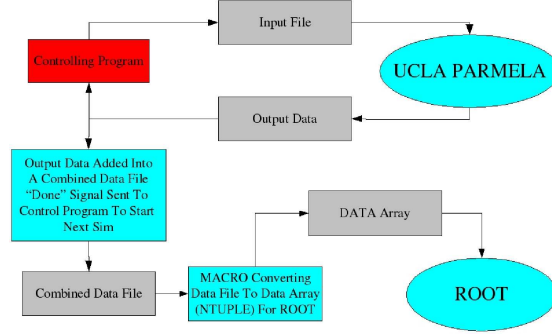 Input File
Controlling Program
UCLA PARMELA
Output Data
Output Data Added Into
A Combined Data File
“Done” Signal Sent To
Control Program To Start
Next Sim
DATA Array
Combined Data File
MACRO Converting
Data File To Data Array
(NTUPLE) For ROOT
ROOT